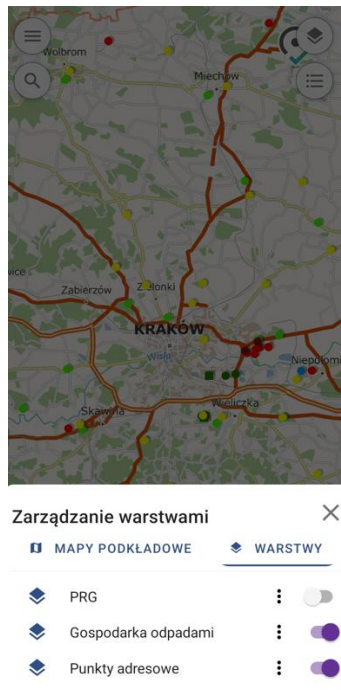 Wolbrom
Miechów
Zabierzów
Zielonki
KRAKÓW
Wisła
Niepołomi
Skawina
Wieliczka
Zarządzanie warstwami
MAPY PODKŁADOWE
WARSTWY
PRG
Gospodarka odpadami
Punkty adresowe